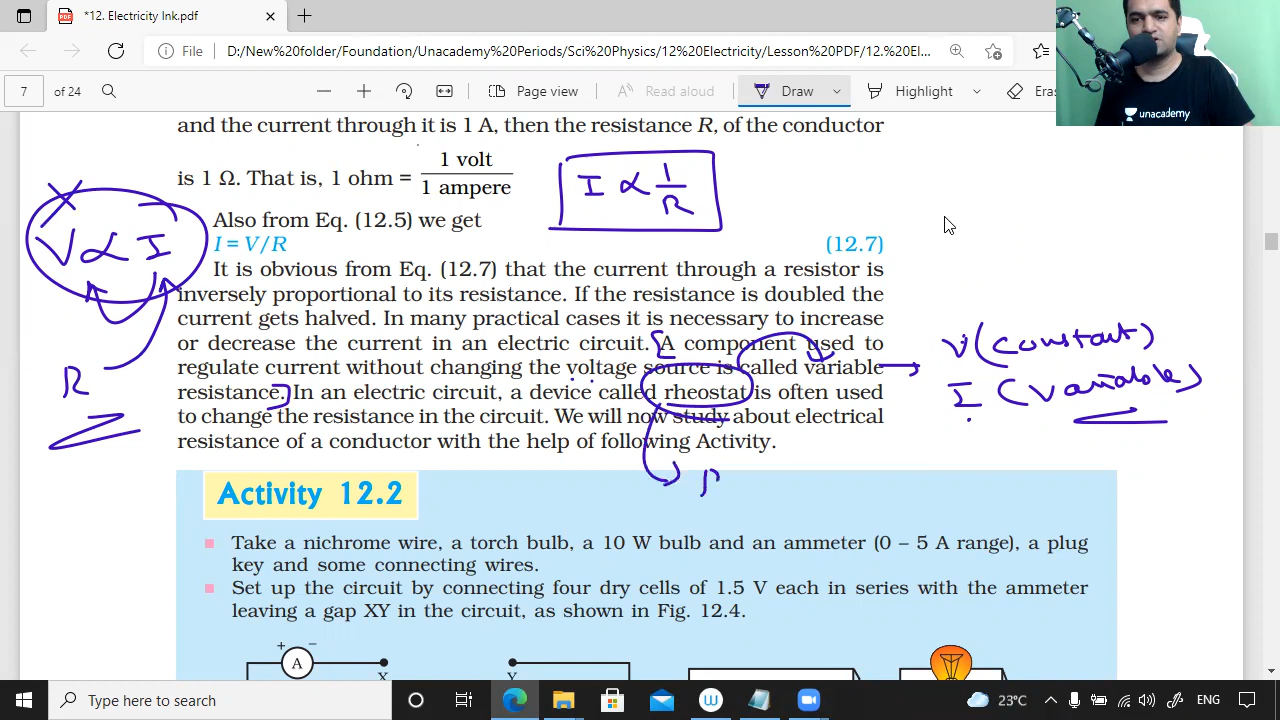 *12. Electricity Ink.pdf
File D:/New%20folder/Foundation/Unacademy%20Periods/Sci%20Physics/12%20Electricity/Lesson%20PDF/12.%20El...
7 of 24 Page view Read aloud Draw Highlight Eras
unacademy
and the current through it is 1 A, then the resistance R, of the conductor
is 1 Ω. That is, 1 ohm = 1 volt / 1 ampere
I ∝ 1/R
Also from Eq. (12.5) we get
V ∝ I
I = V/R (12.7)
It is obvious from Eq. (12.7) that the current through a resistor is
inversely proportional to its resistance. If the resistance is doubled the
current gets halved. In many practical cases it is necessary to increase
or decrease the current in an electric circuit. A component used to
V (constant)
regulate current without changing the voltage source is called variable
R
I (variable)
resistance. In an electric circuit, a device called rheostat is often used
to change the resistance in the circuit. We will now study about electrical
resistance of a conductor with the help of following Activity.
Activity 12.2
Take a nichrome wire, a torch bulb, a 10 W bulb and an ammeter (0 – 5 A range), a plug
key and some connecting wires.
Set up the circuit by connecting four dry cells of 1.5 V each in series with the ammeter
leaving a gap XY in the circuit, as shown in Fig. 12.4.
+ −
A X Y
Type here to search
23°C ENG